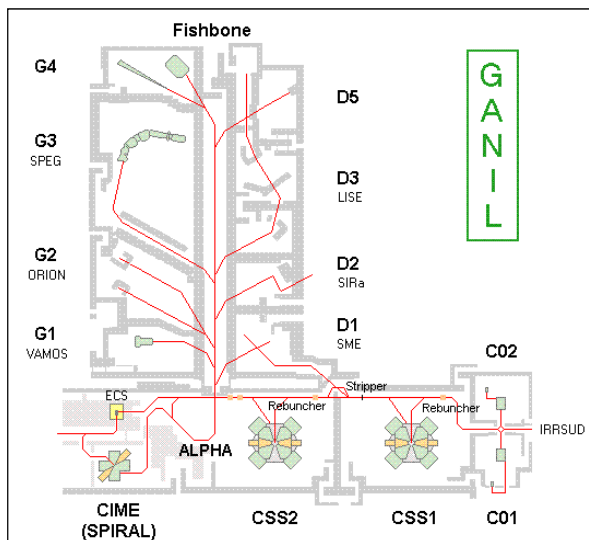 Fishbone
G4
G3
SPEG
G2
ORION
G1
VAMOS
D5
D3
LISE
D2
SIRa
D1
SME
GANIL
C02
ECS
Stripper
Rebuncher
Rebuncher
IRRSUD
ALPHA
CIME
(SPIRAL)
CSS2
CSS1
C01